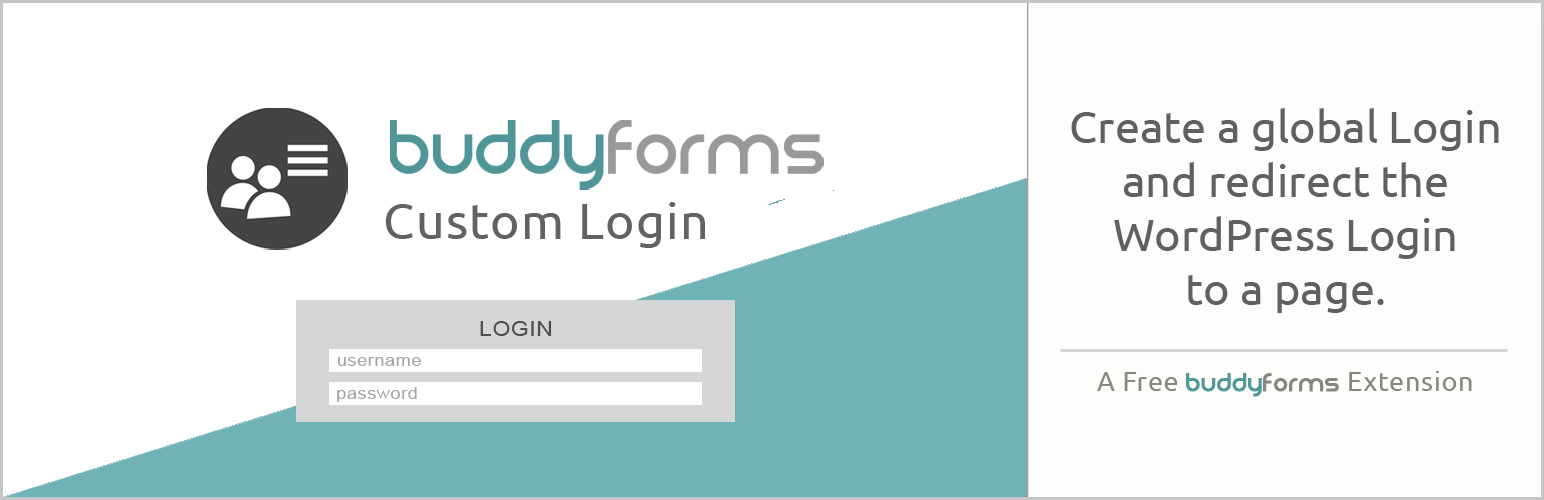 buddyforms
Custom Login
LOGIN
username
password
Create a global Login
and redirect the
WordPress Login
to a page.
A Free buddyforms Extension